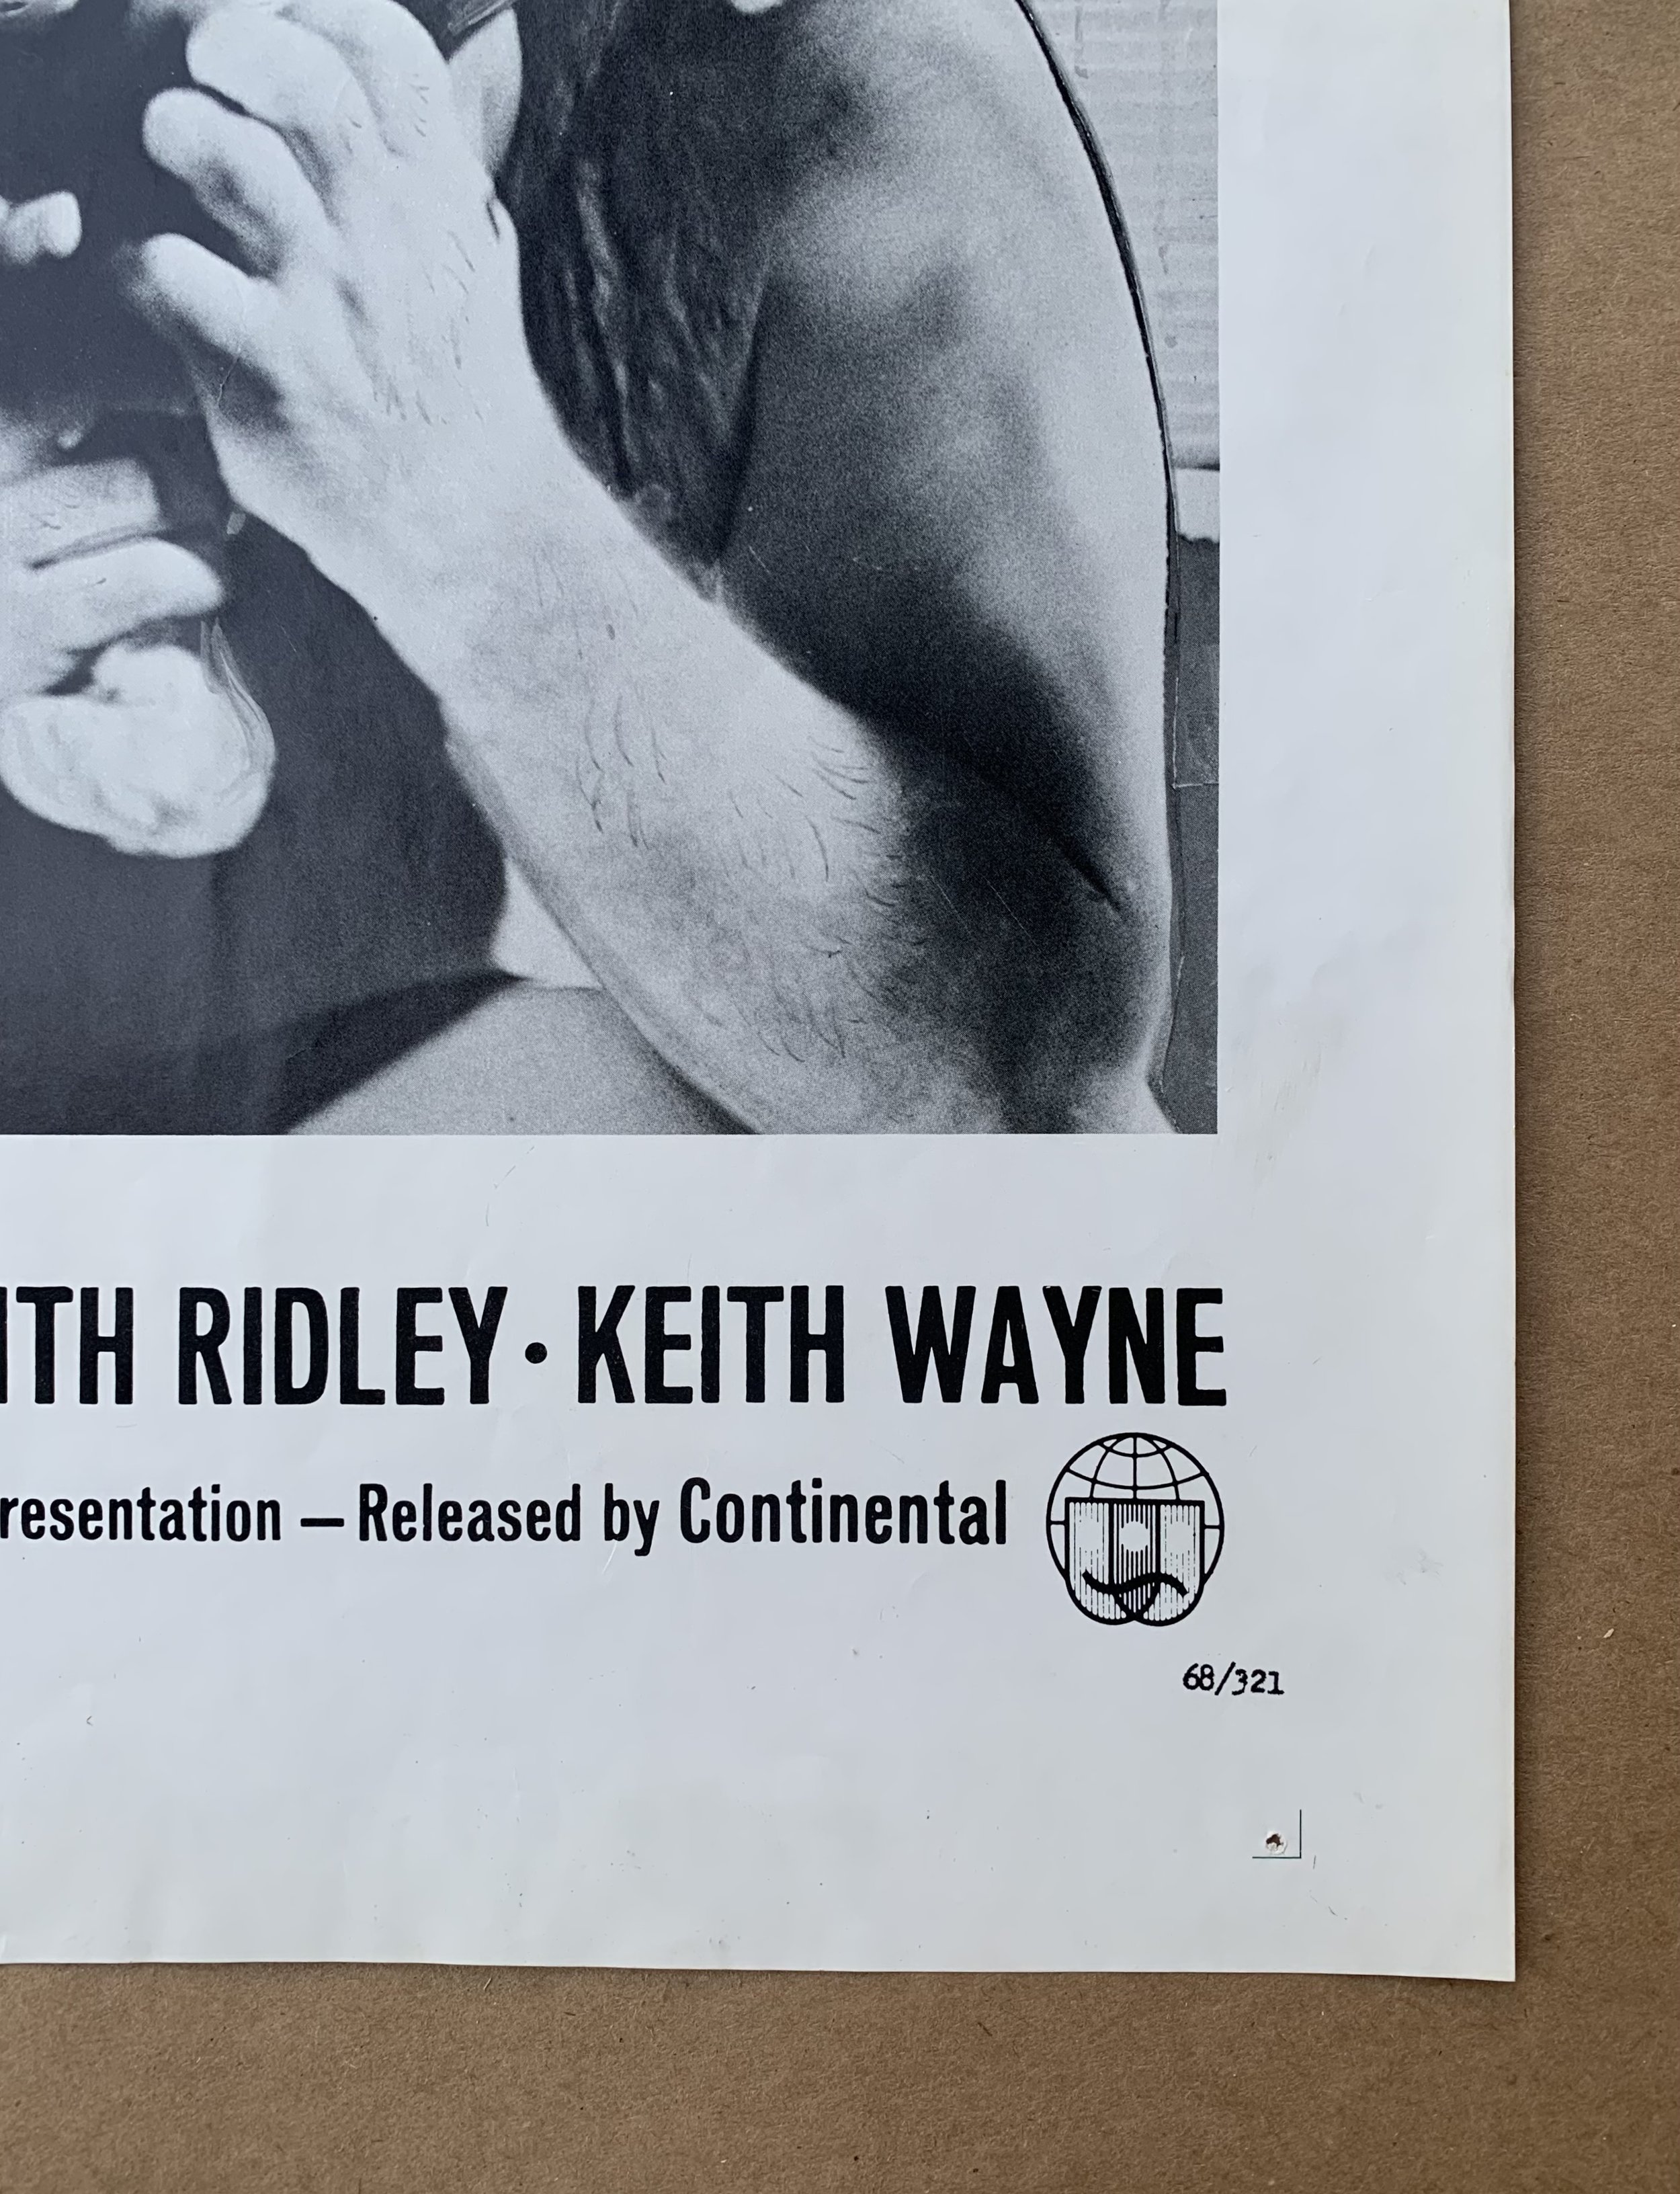 ITH RIDLEY · KEITH WAYNE
resentation — Released by Continental
68/321